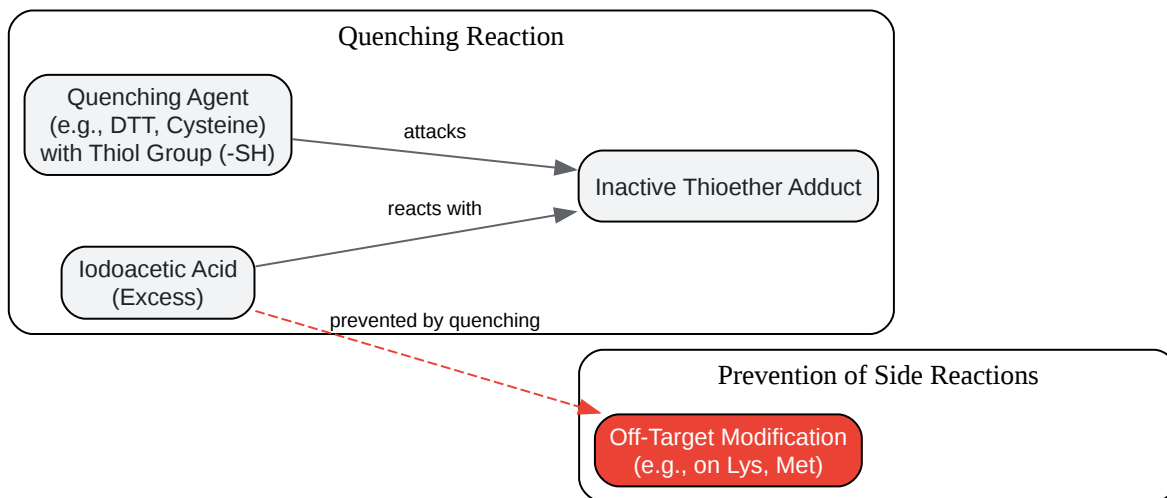 Quenching Reaction
Quenching Agent
(e.g., DTT, Cysteine)
with Thiol Group (-SH)
attacks
Inactive Thioether Adduct
reacts with
Iodoacetic Acid
(Excess)
prevented by quenching
Prevention of Side Reactions
Off-Target Modification
(e.g., on Lys, Met)